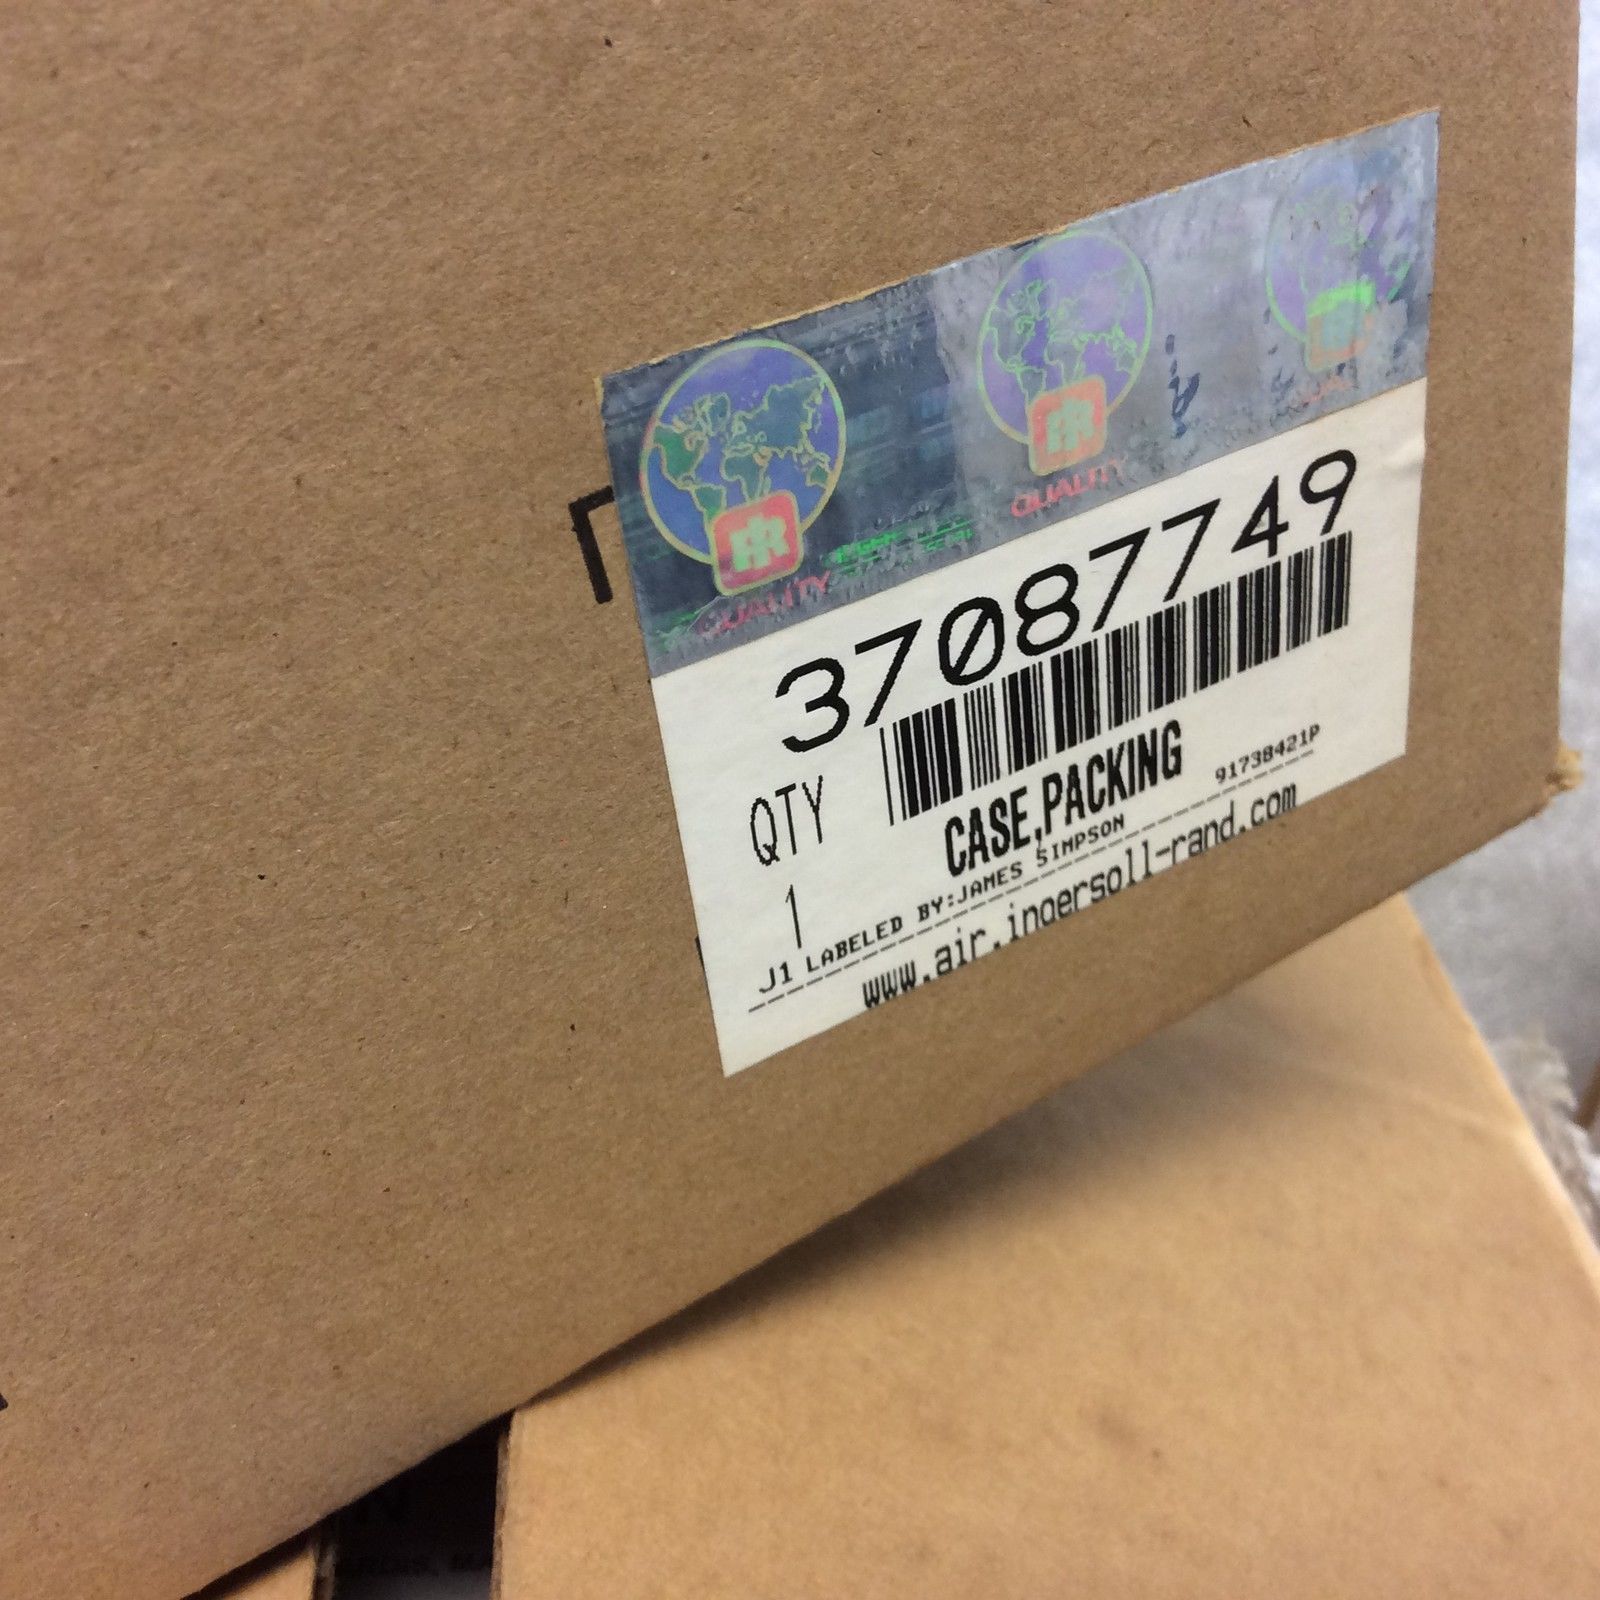 QUALITY
QUALITY
37087749
QTY
1
CASE,PACKING
91738421P
J1 LABELED BY:JAMES SIMPSON
www.air.ingersoll-rand.com